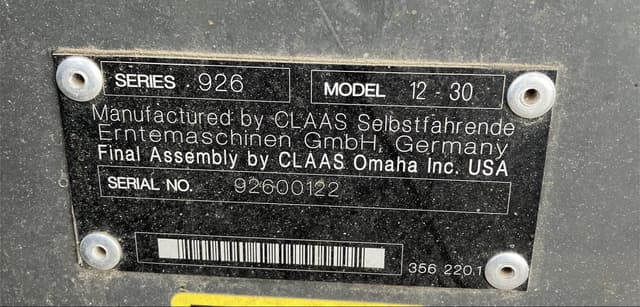 SERIES 926 MODEL 12-30
Manufactured by CLAAS Selbstfahrende
Erntemaschinen GmbH, Germany
Final Assembly by CLAAS Omaha Inc. USA
SERIAL NO. 92600122
356 220.1